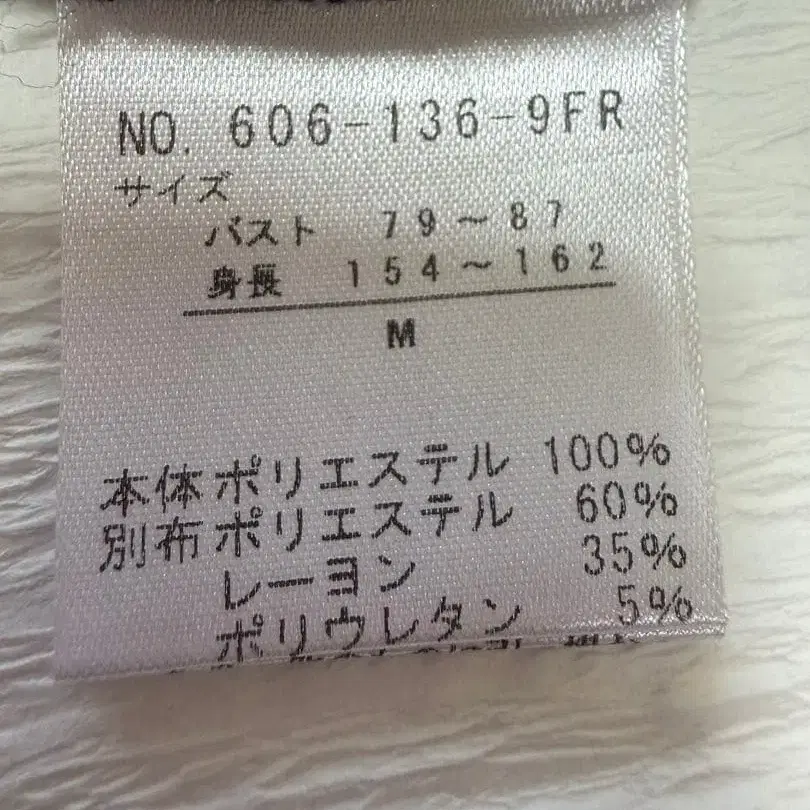 NO. 606-136-9FR
サイズ
バスト 79～87
身長 154～162
M
本体ポリエステル 100%
別布ポリエステル 60%
レーヨン 35%
ポリウレタン 5%